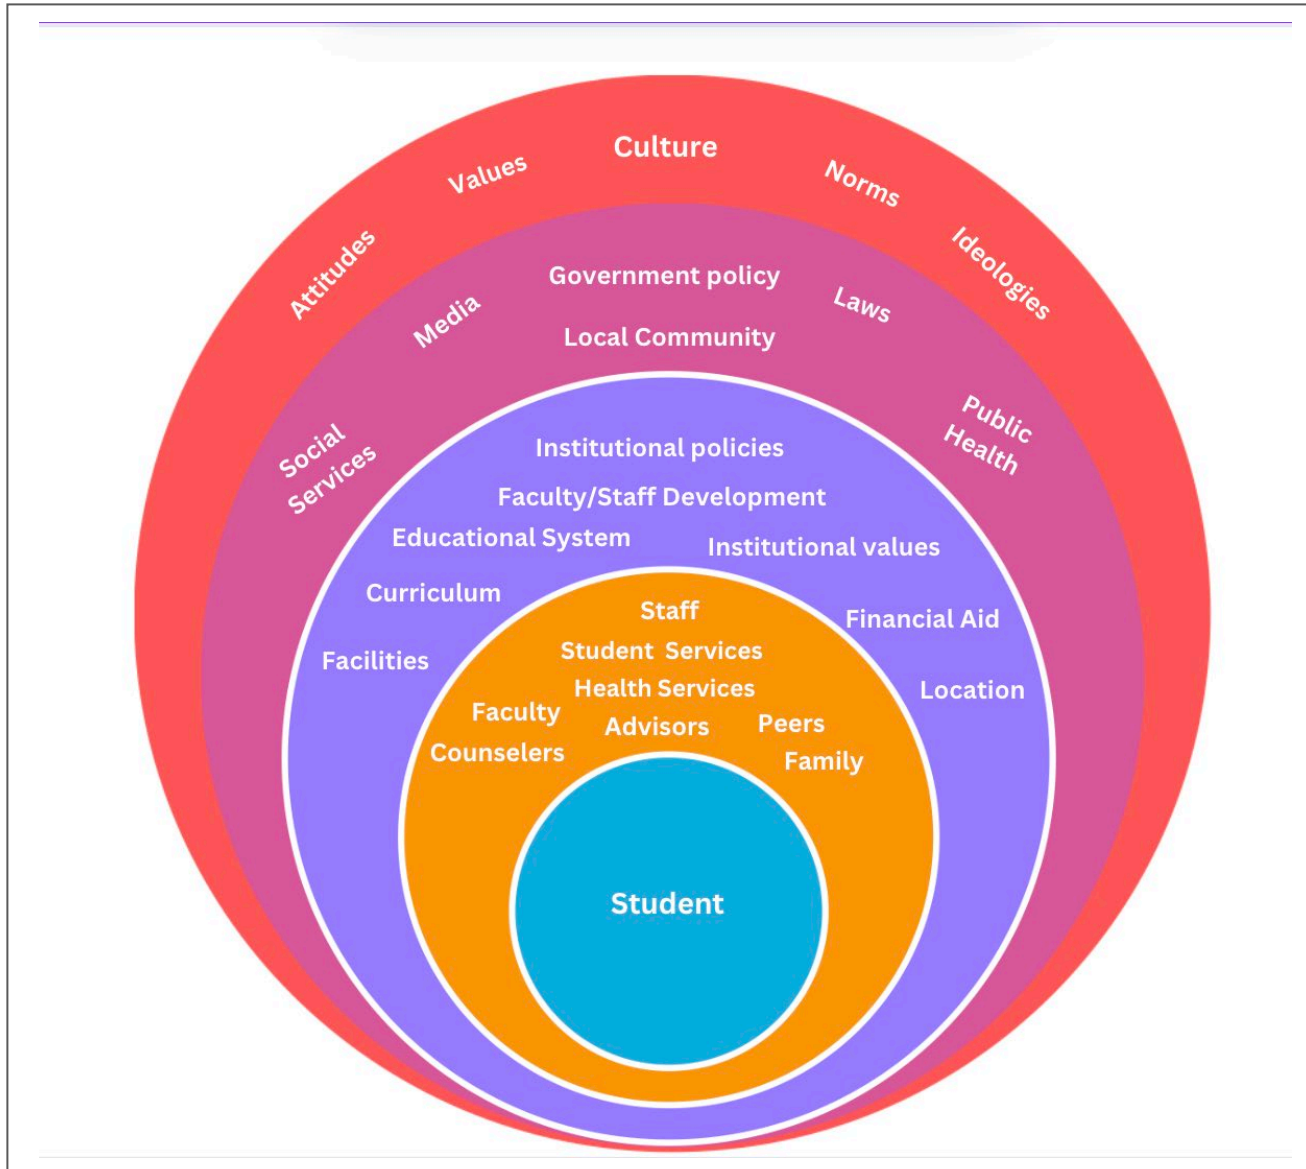 Culture
Values
Norms
Attitudes
Ideologies
Government policy
Media
Laws
Local Community
Social
Services
Public
Health
Institutional policies
Faculty/Staff Development
Educational System
Institutional values
Curriculum
Financial Aid
Facilities
Location
Staff
Student Services
Health Services
Faculty
Advisors
Peers
Counselers
Family
Student